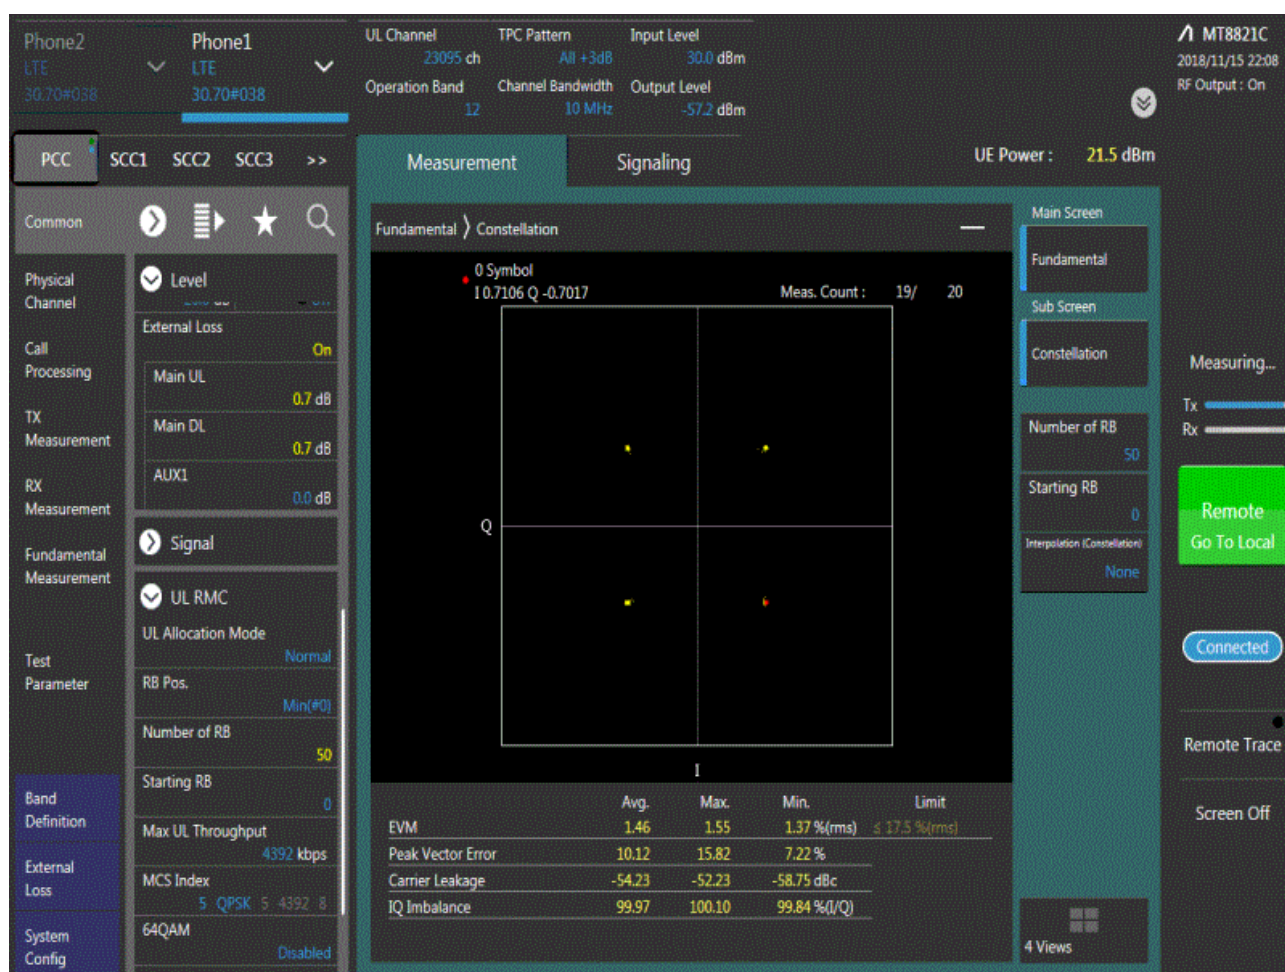 Phone2
LTE
30.70#038
Phone1
LTE
30.70#038
UL Channel
23095 ch
TPC Pattern
All +3dB
Input Level
30.0 dBm
Operation Band
12
Channel Bandwidth
10 MHz
Output Level
-57.2 dBm
MT8821C
2018/11/15 22:08
RF Output : On
PCC SCC1 SCC2 SCC3 >>
Measurement
Signaling
UE Power : 21.5 dBm
Common
Physical
Channel
Call
Processing
TX
Measurement
RX
Measurement
Fundamental
Measurement
Test
Parameter
Band
Definition
External
Loss
System
Config
Level
External Loss
On
Main UL
0.7 dB
Main DL
0.7 dB
AUX1
0.0 dB
Signal
UL RMC
UL Allocation Mode
Normal
RB Pos.
Min(#0)
Number of RB
50
Starting RB
0
Max UL Throughput
4392 kbps
MCS Index
5 QPSK 5 4392 8
64QAM
Disabled
Fundamental 〉 Constellation
0 Symbol
I 0.7106 Q -0.7017
Meas. Count : 19/ 20
Q
I
Avg. Max. Min. Limit
EVM 1.46 1.55 1.37 %(rms) ≤ 17.5 %(rms)
Peak Vector Error 10.12 15.82 7.22 %
Carrier Leakage -54.23 -52.23 -58.75 dBc
IQ Imbalance 99.97 100.10 99.84 %(I/Q)
Main Screen
Fundamental
Sub Screen
Constellation
Number of RB
50
Starting RB
0
Interpolation (Constellation)
None
4 Views
Measuring...
Tx
Rx
Remote
Go To Local
Connected
Remote Trace
Screen Off